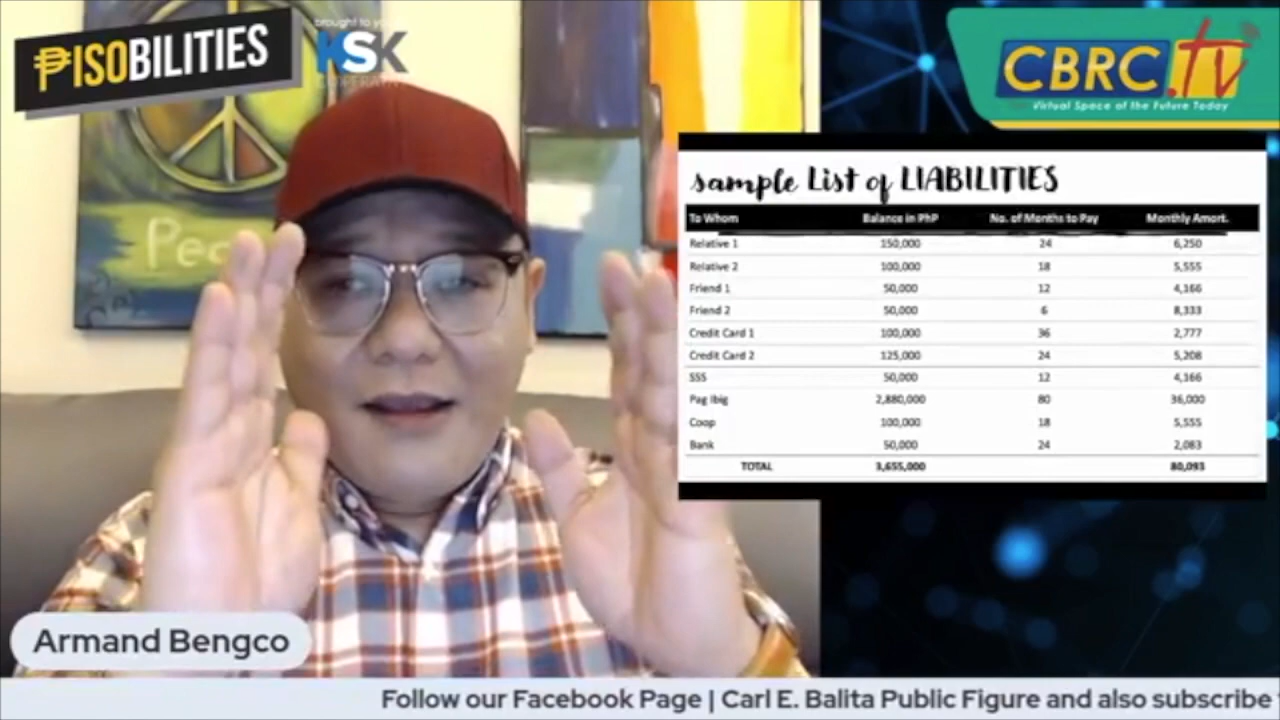 ₱ISOBILITIES
brought to you
KSK
CBRC.tv
Virtual Space of the Future Today
sample List of LIABILITIES
To Whom Balance in PhP No. of Months to Pay Monthly Amort.
Relative 1 150,000 24 6,250
Relative 2 100,000 18 5,555
Friend 1 50,000 12 4,166
Friend 2 50,000 6 8,333
Credit Card 1 100,000 36 2,777
Credit Card 2 125,000 24 5,208
SSS 50,000 12 4,166
Pag Ibig 2,880,000 80 36,000
Coop 100,000 18 5,555
Bank 50,000 24 2,083
TOTAL 3,655,000 80,093
Armand Bengco
Follow our Facebook Page | Carl E. Balita Public Figure and also subscribe